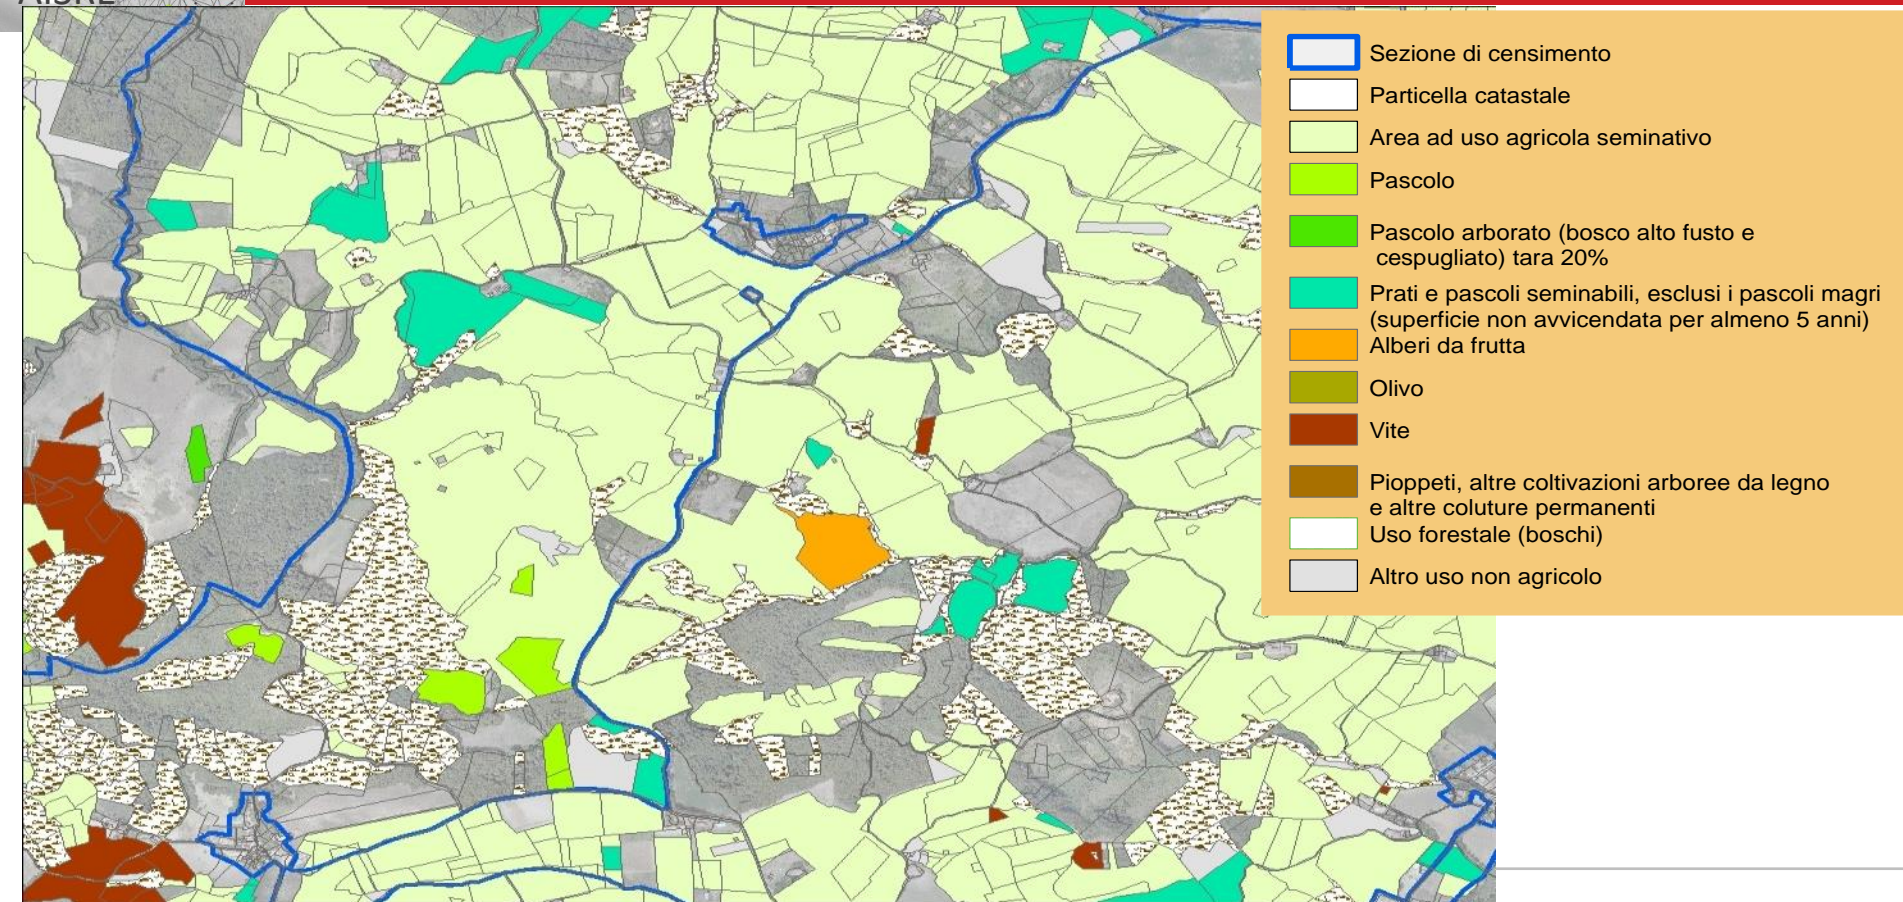 AISRE
Sezione di censimento
Particella catastale
Area ad uso agricola seminativo
Pascolo
Pascolo arborato (bosco alto fusto e
cespugliato) tara 20%
Prati e pascoli seminabili, esclusi i pascoli magri
(superficie non avvicendata per almeno 5 anni)
Alberi da frutta
Olivo
Vite
Pioppeti, altre coltivazioni arboree da legno
e altre coluture permanenti
Uso forestale (boschi)
Altro uso non agricolo